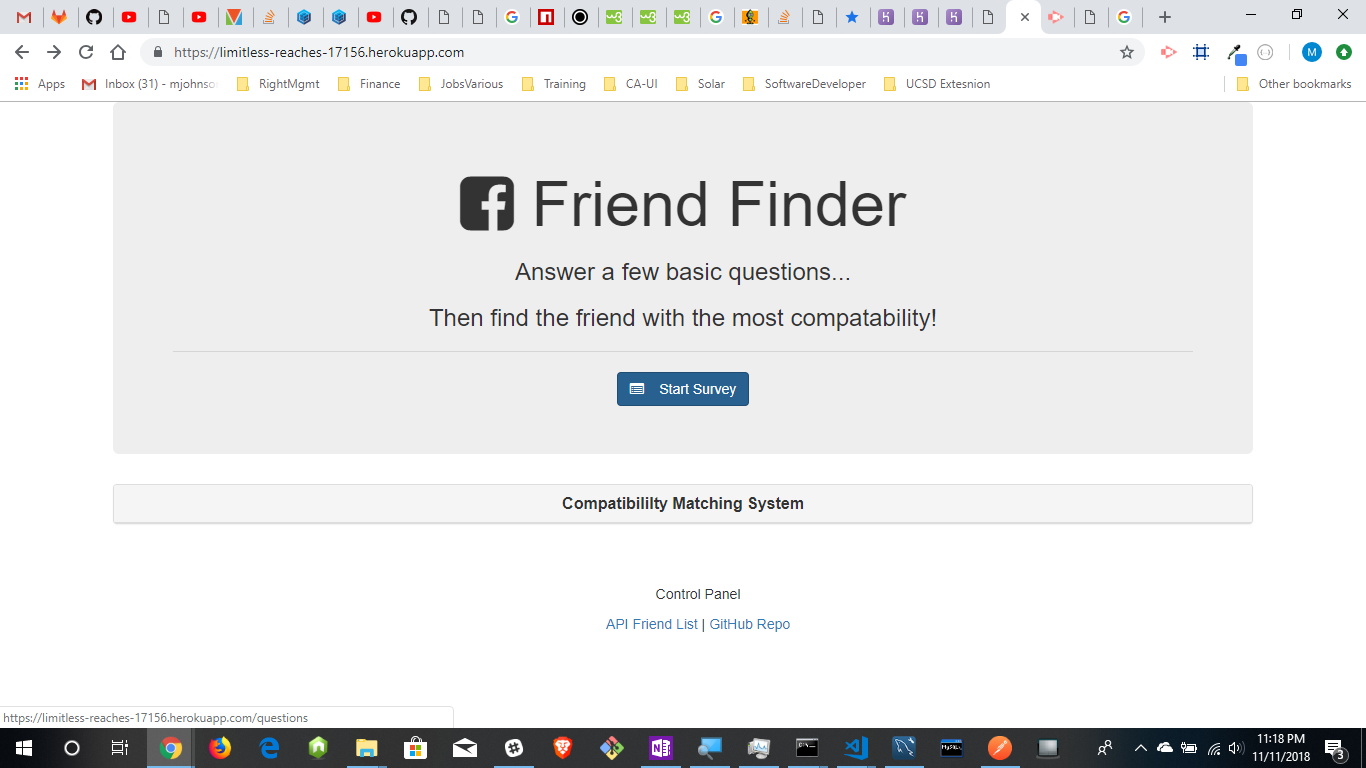 https://limitless-reaches-17156.herokuapp.com
M
Apps
Inbox (31) - mjohnso
RightMgmt
Finance
JobsVarious
Training
CA-UI
Solar
SoftwareDeveloper
UCSD Extesnion
Other bookmarks
Friend Finder
Answer a few basic questions...
Then find the friend with the most compatability!
Start Survey
Compatibililty Matching System
Control Panel
API Friend List | GitHub Repo
https://limitless-reaches-17156.herokuapp.com/questions
11:18 PM
11/11/2018
3